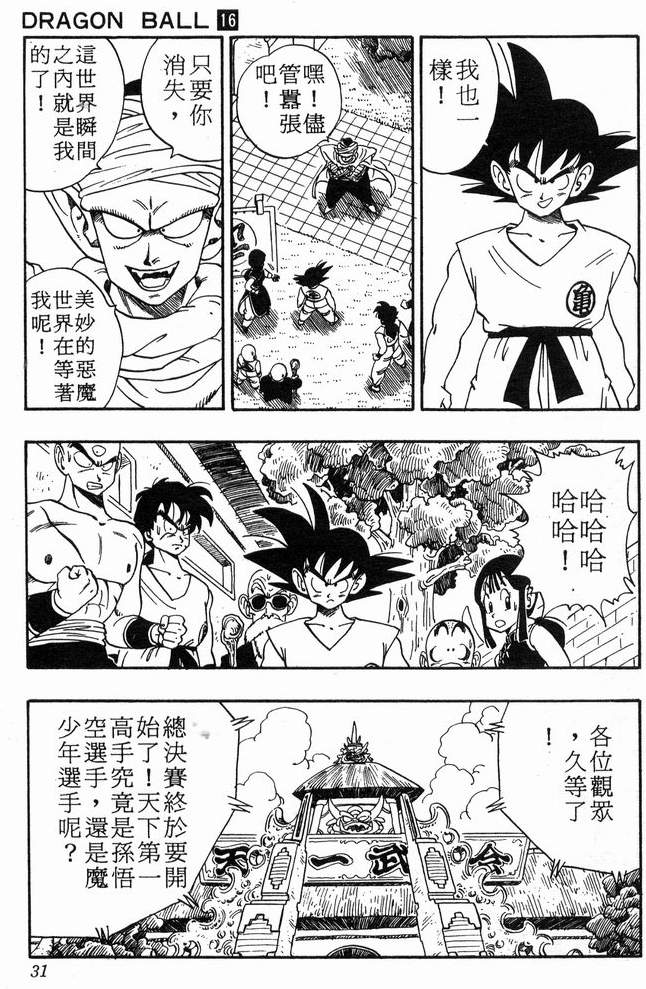 DRAGON BALL 16
我也一
樣！
嘿！儘
管囂張
吧！
只要你
消失，
這世界瞬間
之內就是我
的了！
美妙的惡魔
世界在等著
我呢！
龜
哈哈哈
哈哈！
各位觀眾
，久等了
！
總決賽終於要開
始了！天下第一
高手究竟是孫悟
空選手，還是魔
少年選手呢？
天一武会
31